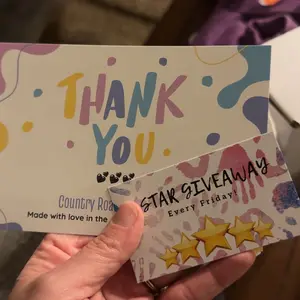 THANK
YOU
Country Roa
Made with love in the
STAR GIVEAWAY
Every Friday!